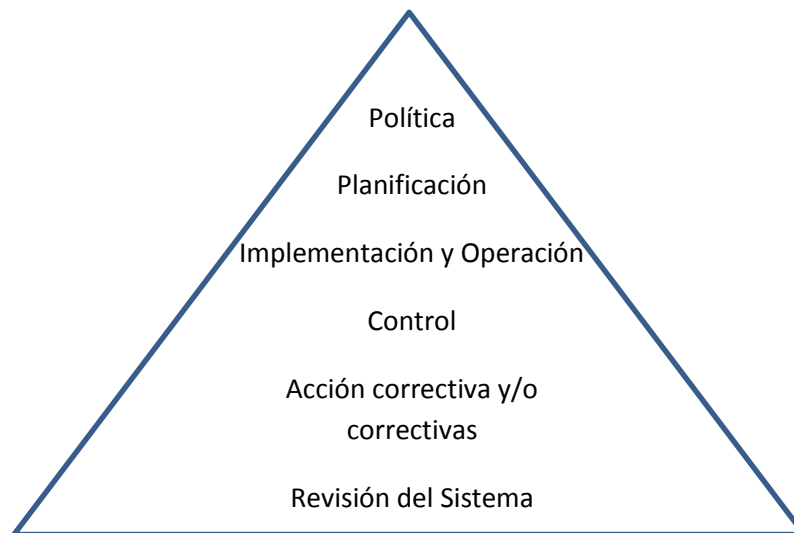 Política
Planificación
Implementación y Operación
Control
Acción correctiva y/o
correctivas
Revisión del Sistema